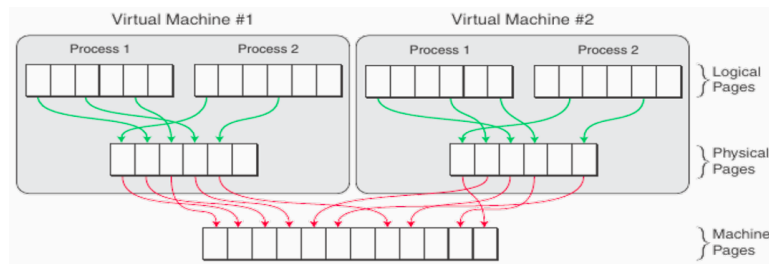 Virtual Machine #1
Virtual Machine #2
Process 1
Process 2
Process 1
Process 2
Logical
Pages
Physical
Pages
Machine
Pages